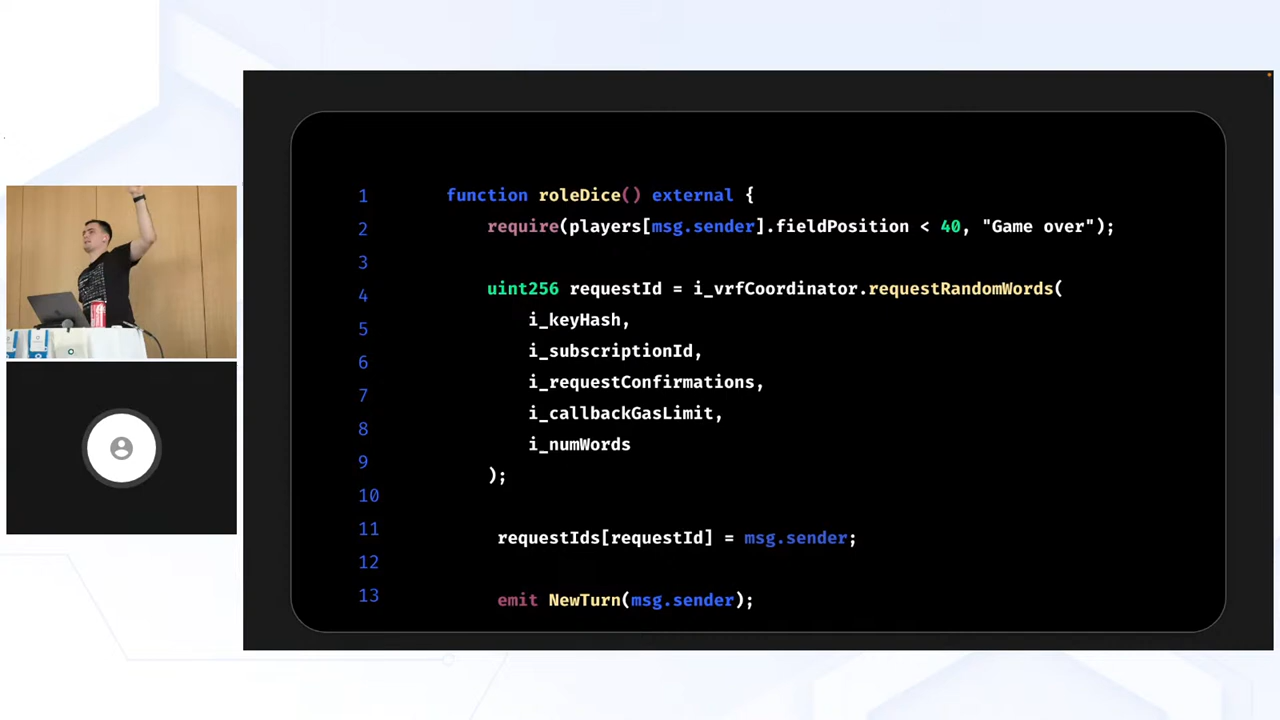 1 function roleDice() external {
2 require(players[msg.sender].fieldPosition < 40, "Game over");
3
4 uint256 requestId = i_vrfCoordinator.requestRandomWords(
5 i_keyHash,
6 i_subscriptionId,
7 i_requestConfirmations,
8 i_callbackGasLimit,
9 i_numWords
10 );
11
12 requestIds[requestId] = msg.sender;
13
emit NewTurn(msg.sender);